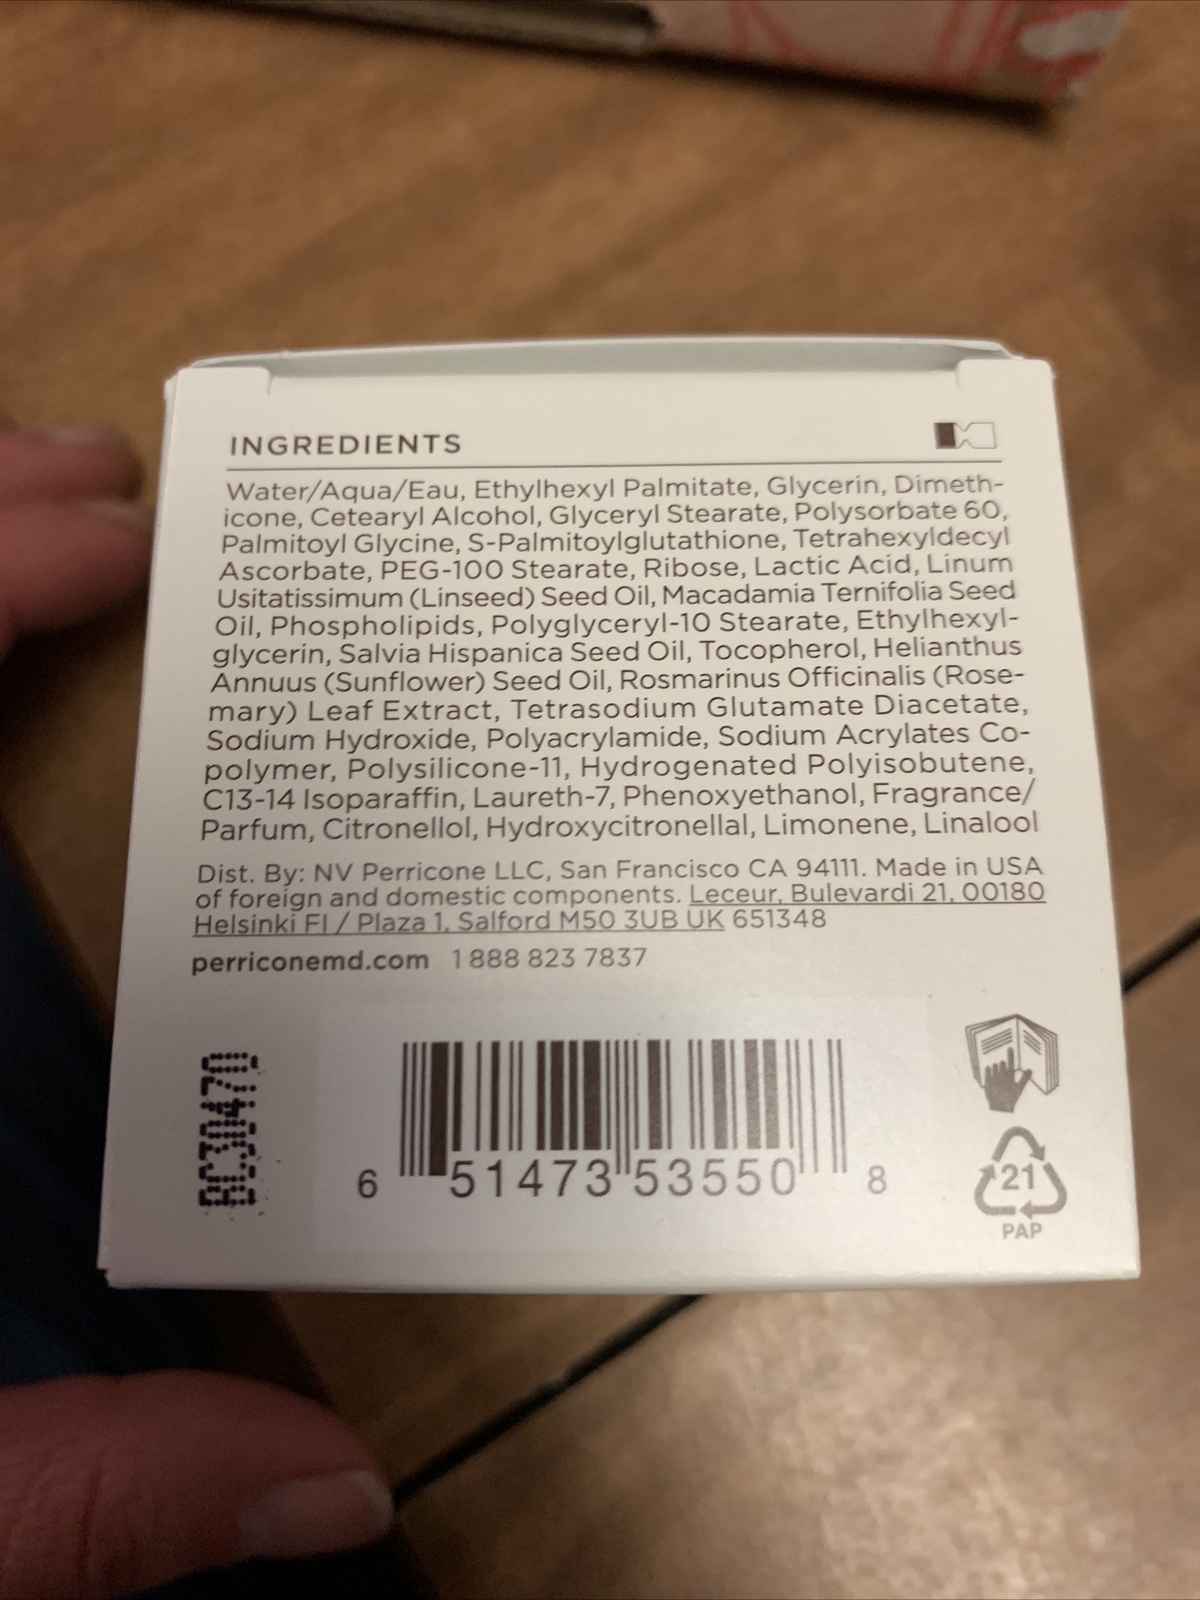 INGREDIENTS
Water/Aqua/Eau, Ethylhexyl Palmitate, Glycerin, Dimeth-
icone, Cetearyl Alcohol, Glyceryl Stearate, Polysorbate 60,
Palmitoyl Glycine, S-Palmitoylglutathione, Tetrahexyldecyl
Ascorbate, PEG-100 Stearate, Ribose, Lactic Acid, Linum
Usitatissimum (Linseed) Seed Oil, Macadamia Ternifolia Seed
Oil, Phospholipids, Polyglyceryl-10 Stearate, Ethylhexyl-
glycerin, Salvia Hispanica Seed Oil, Tocopherol, Helianthus
Annuus (Sunflower) Seed Oil, Rosmarinus Officinalis (Rose-
mary) Leaf Extract, Tetrasodium Glutamate Diacetate,
Sodium Hydroxide, Polyacrylamide, Sodium Acrylates Co-
polymer, Polysilicone-11, Hydrogenated Polyisobutene,
C13-14 Isoparaffin, Laureth-7, Phenoxyethanol, Fragrance/
Parfum, Citronellol, Hydroxycitronellal, Limonene, Linalool
Dist. By: NV Perricone LLC, San Francisco CA 94111. Made in USA
of foreign and domestic components. Leceur, Bulevardi 21, 00180
Helsinki FI / Plaza 1, Salford M50 3UB UK 651348
perriconemd.com 1 888 823 7837
6 51473 53550 8
21
PAP